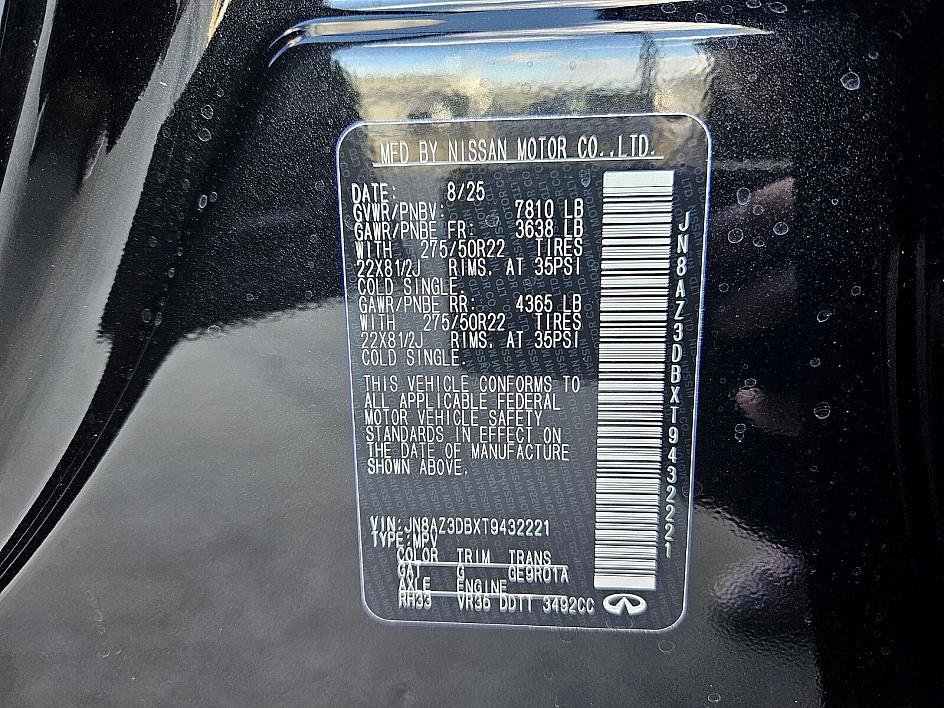 MFD BY NISSAN MOTOR CO.,LTD.
DATE: 8/25
GVWR/PNBV: 7810 LB
GAWR/PNBE FR: 3638 LB
WITH 275/50R22 TIRES
22X81/2J RIMS, AT 35PSI
COLD SINGLE.
GAWR/PNBE RR: 4365 LB
WITH 275/50R22 TIRES
22X81/2J RIMS, AT 35PSI
COLD SINGLE.
THIS VEHICLE CONFORMS TO
ALL APPLICABLE FEDERAL
MOTOR VEHICLE SAFETY
STANDARDS IN EFFECT ON
THE DATE OF MANUFACTURE
SHOWN ABOVE.
VIN:JN8AZ3DBXT9432221
TYPE:MPV
COLOR TRIM TRANS
GAT G GE9R01A
AXLE ENGINE
RH33 VR35 DDTT 3492CC
JN8AZ3DBXT9432221